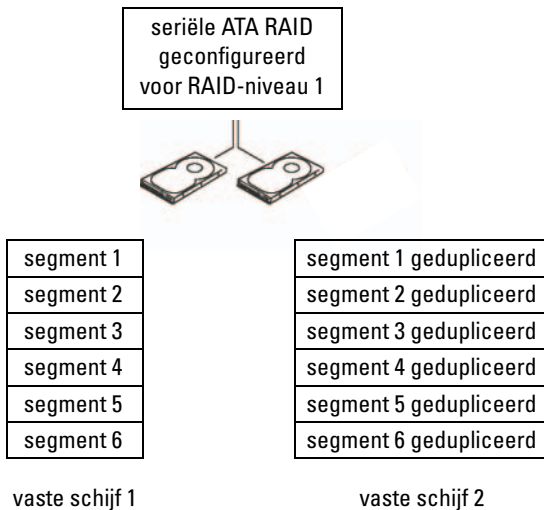 seriële ATA RAID
geconfigureerd
voor RAID-niveau 1
segment 1
segment 1 gedupliceerd
segment 2
segment 2 gedupliceerd
segment 3
segment 3 gedupliceerd
segment 4
segment 4 gedupliceerd
segment 5
segment 5 gedupliceerd
segment 6
segment 6 gedupliceerd
vaste schijf 1
vaste schijf 2